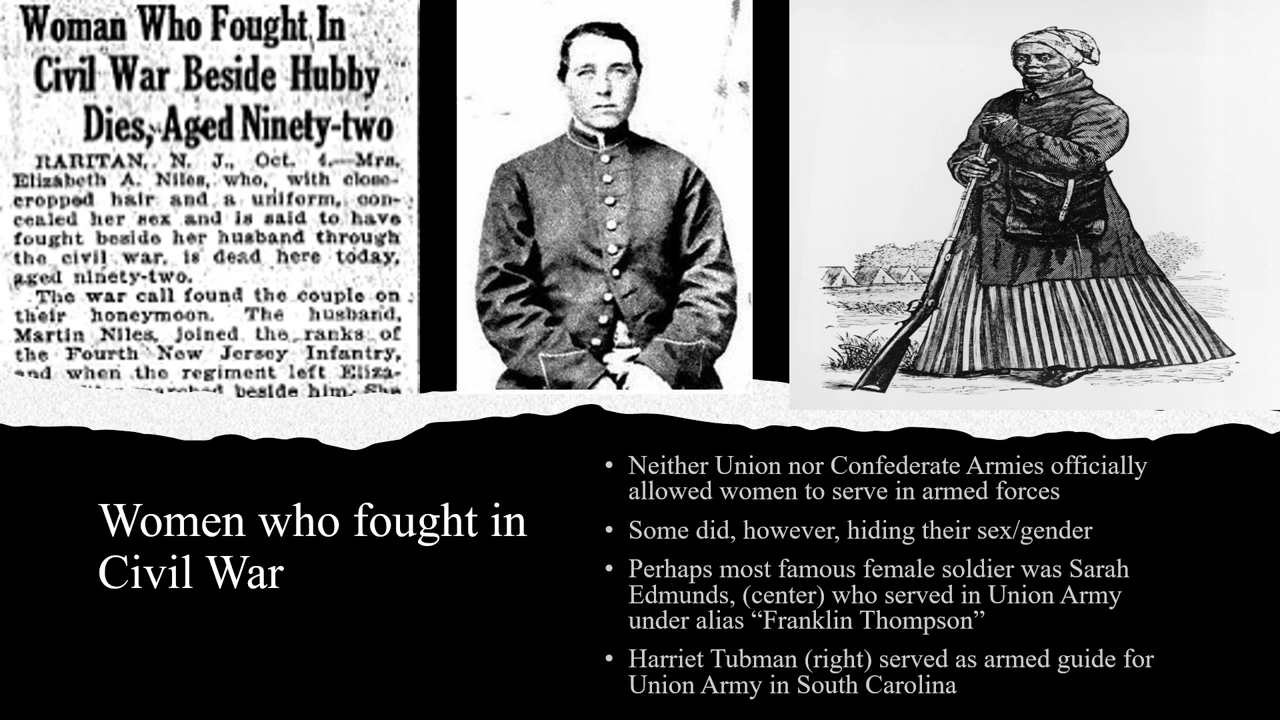 Woman Who Fought In
Civil War Beside Hubby
Dies, Aged Ninety-two
RARITAN, N. J., Oct. 4.—Mrs.
Elizabeth A. Niles, who, with close-
cropped hair and a uniform, con-
cealed her sex and is said to have
fought beside her husband through
the civil war, is dead here today,
aged ninety-two.
The war call found the couple on
their honeymoon. The husband,
Martin Niles, joined the ranks of
the Fourth New Jersey Infantry,
and when the regiment left Eliza-
marched beside him. She
Women who fought in
Civil War
• Neither Union nor Confederate Armies officially
allowed women to serve in armed forces
• Some did, however, hiding their sex/gender
• Perhaps most famous female soldier was Sarah
Edmunds, (center) who served in Union Army
under alias “Franklin Thompson”
• Harriet Tubman (right) served as armed guide for
Union Army in South Carolina